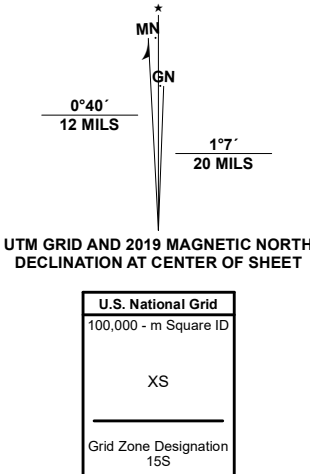 MN
GN
0°40´
12 MILS
1°7´
20 MILS
UTM GRID AND 2019 MAGNETIC NORTH
DECLINATION AT CENTER OF SHEET
U.S. National Grid
100,000 - m Square ID
XS
Grid Zone Designation
15S